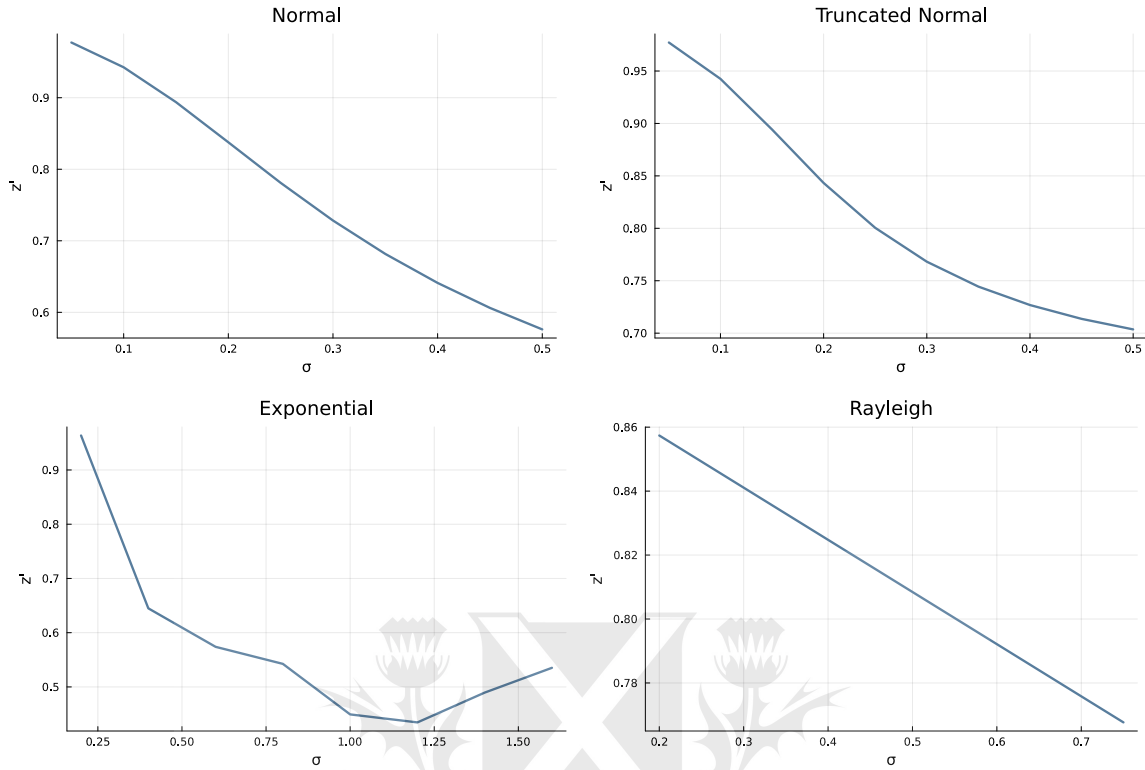 Normal
0.9
0.8
0.7
0.6
z'
0.1 0.2 0.3 0.4 0.5
σ
Truncated Normal
0.95
0.90
0.85
0.80
0.75
0.70
z'
0.1 0.2 0.3 0.4 0.5
σ
Exponential
0.9
0.8
0.7
0.6
0.5
z'
0.25 0.50 0.75 1.00 1.25 1.50
σ
Rayleigh
0.86
0.84
0.82
0.80
0.78
z'
0.2 0.3 0.4 0.5 0.6 0.7
σ